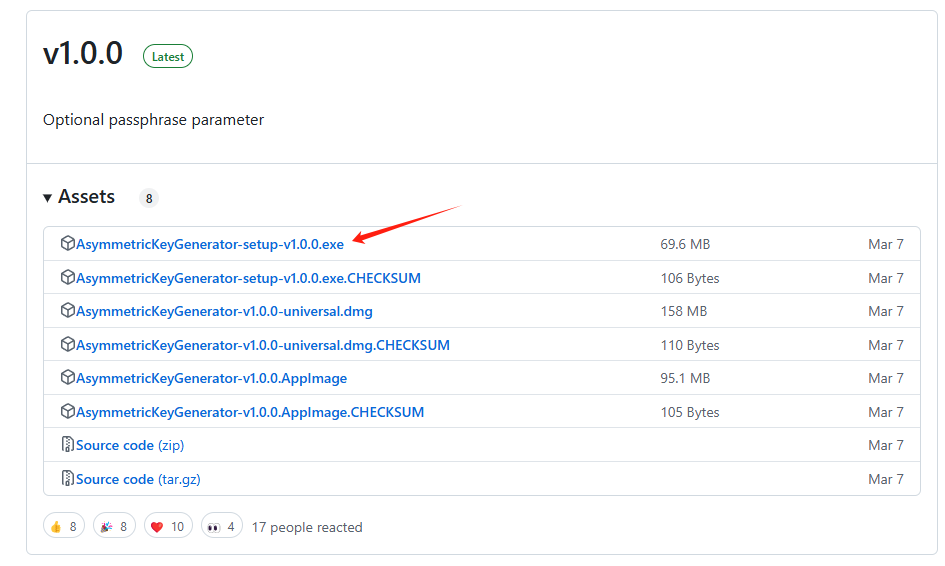 v1.0.0 Latest
Optional passphrase parameter
Assets 8
AsymmetricKeyGenerator-setup-v1.0.0.exe 69.6 MB Mar 7
AsymmetricKeyGenerator-setup-v1.0.0.exe.CHECKSUM 106 Bytes Mar 7
AsymmetricKeyGenerator-v1.0.0-universal.dmg 158 MB Mar 7
AsymmetricKeyGenerator-v1.0.0-universal.dmg.CHECKSUM 110 Bytes Mar 7
AsymmetricKeyGenerator-v1.0.0.AppImage 95.1 MB Mar 7
AsymmetricKeyGenerator-v1.0.0.AppImage.CHECKSUM 105 Bytes Mar 7
Source code (zip) Mar 7
Source code (tar.gz) Mar 7
8 8 10 4 17 people reacted